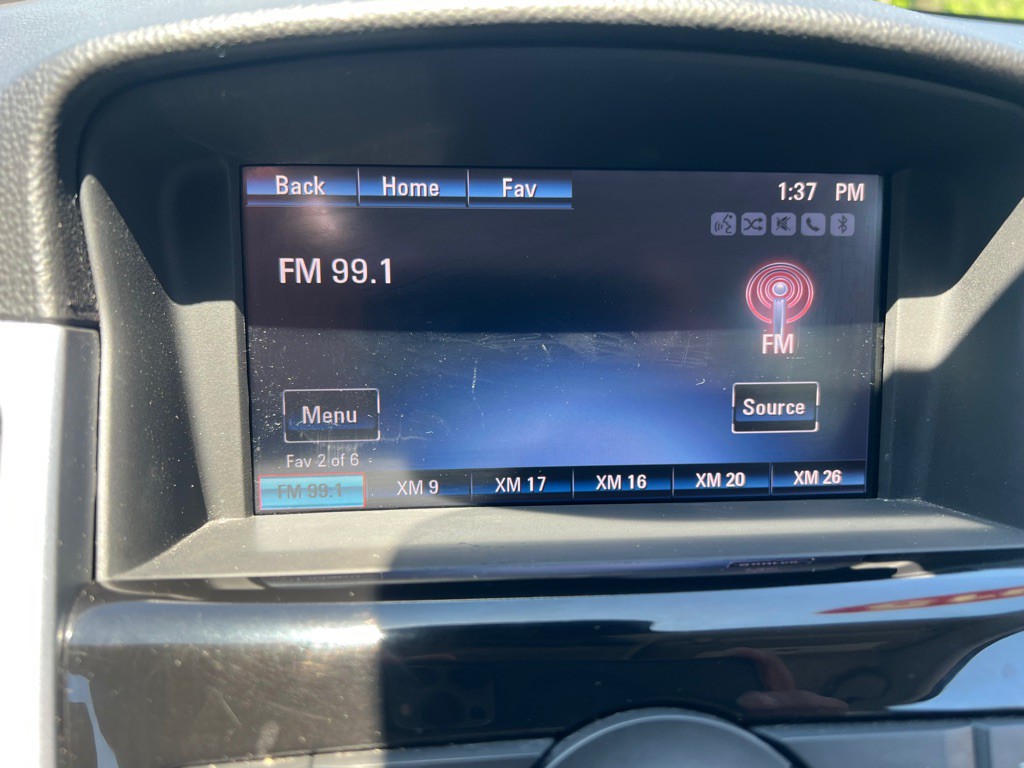 Back Home Fav 1:37 PM
FM 99.1
FM
Menu Source
Fav 2 of 6
FM 99.1 XM 9 XM 17 XM 16 XM 20 XM 26